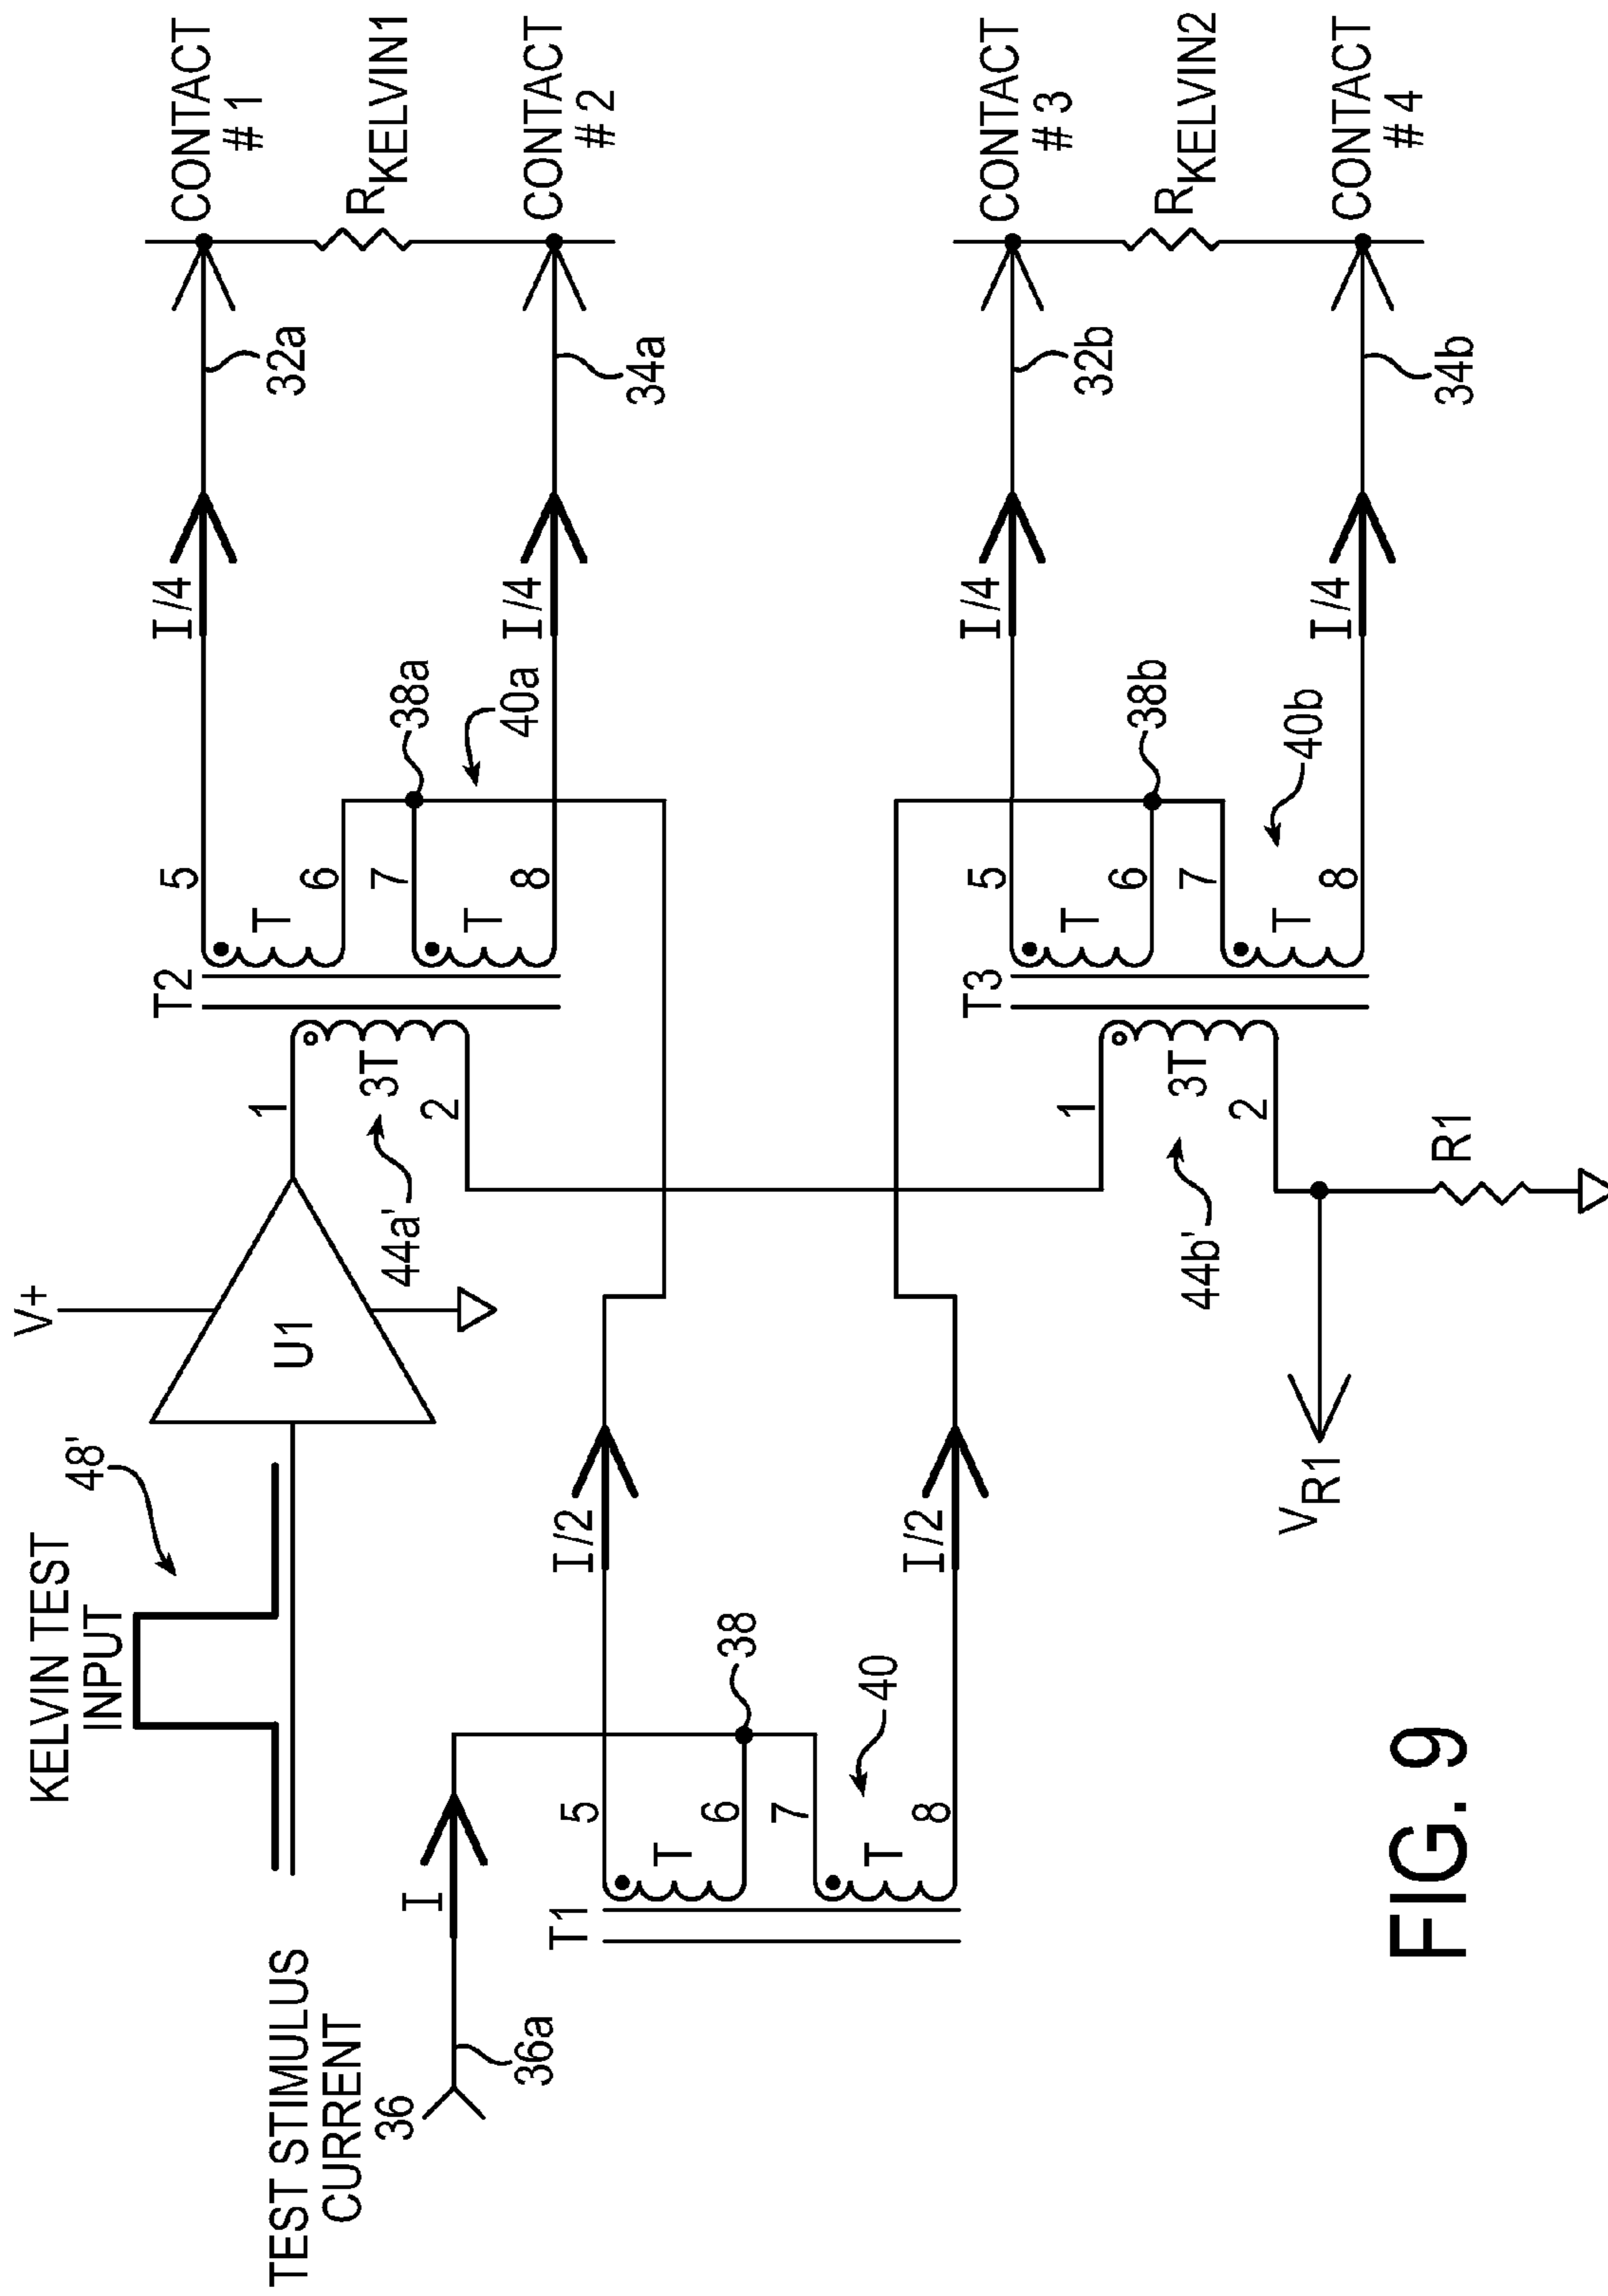 KELVIN TEST
INPUT
48'
V+
U1
TEST STIMULUS
CURRENT
36
36a
I
T1
5
T
6
7
T
8
38
40
I/2
I/2
1
44a'
3T
2
T2
5
T
6
7
T
8
38a
40a
I/4
I/4
32a
34a
CONTACT
#1
RKELVIN1
CONTACT
#2
1
44b'
3T
2
T3
5
T
6
7
T
8
38b
40b
I/4
I/4
32b
34b
CONTACT
#3
RKELVIN2
CONTACT
#4
VR1
R1
FIG. 9